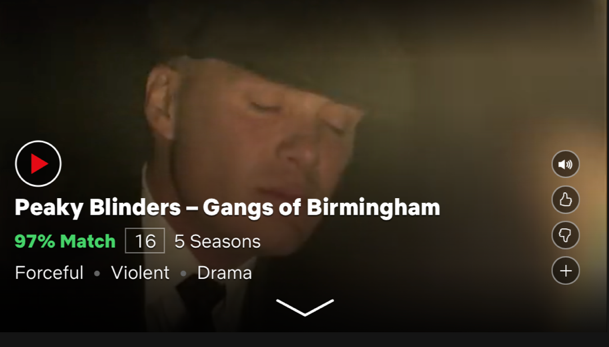 Peaky Blinders – Gangs of Birmingham
97% Match 16 5 Seasons
Forceful • Violent • Drama